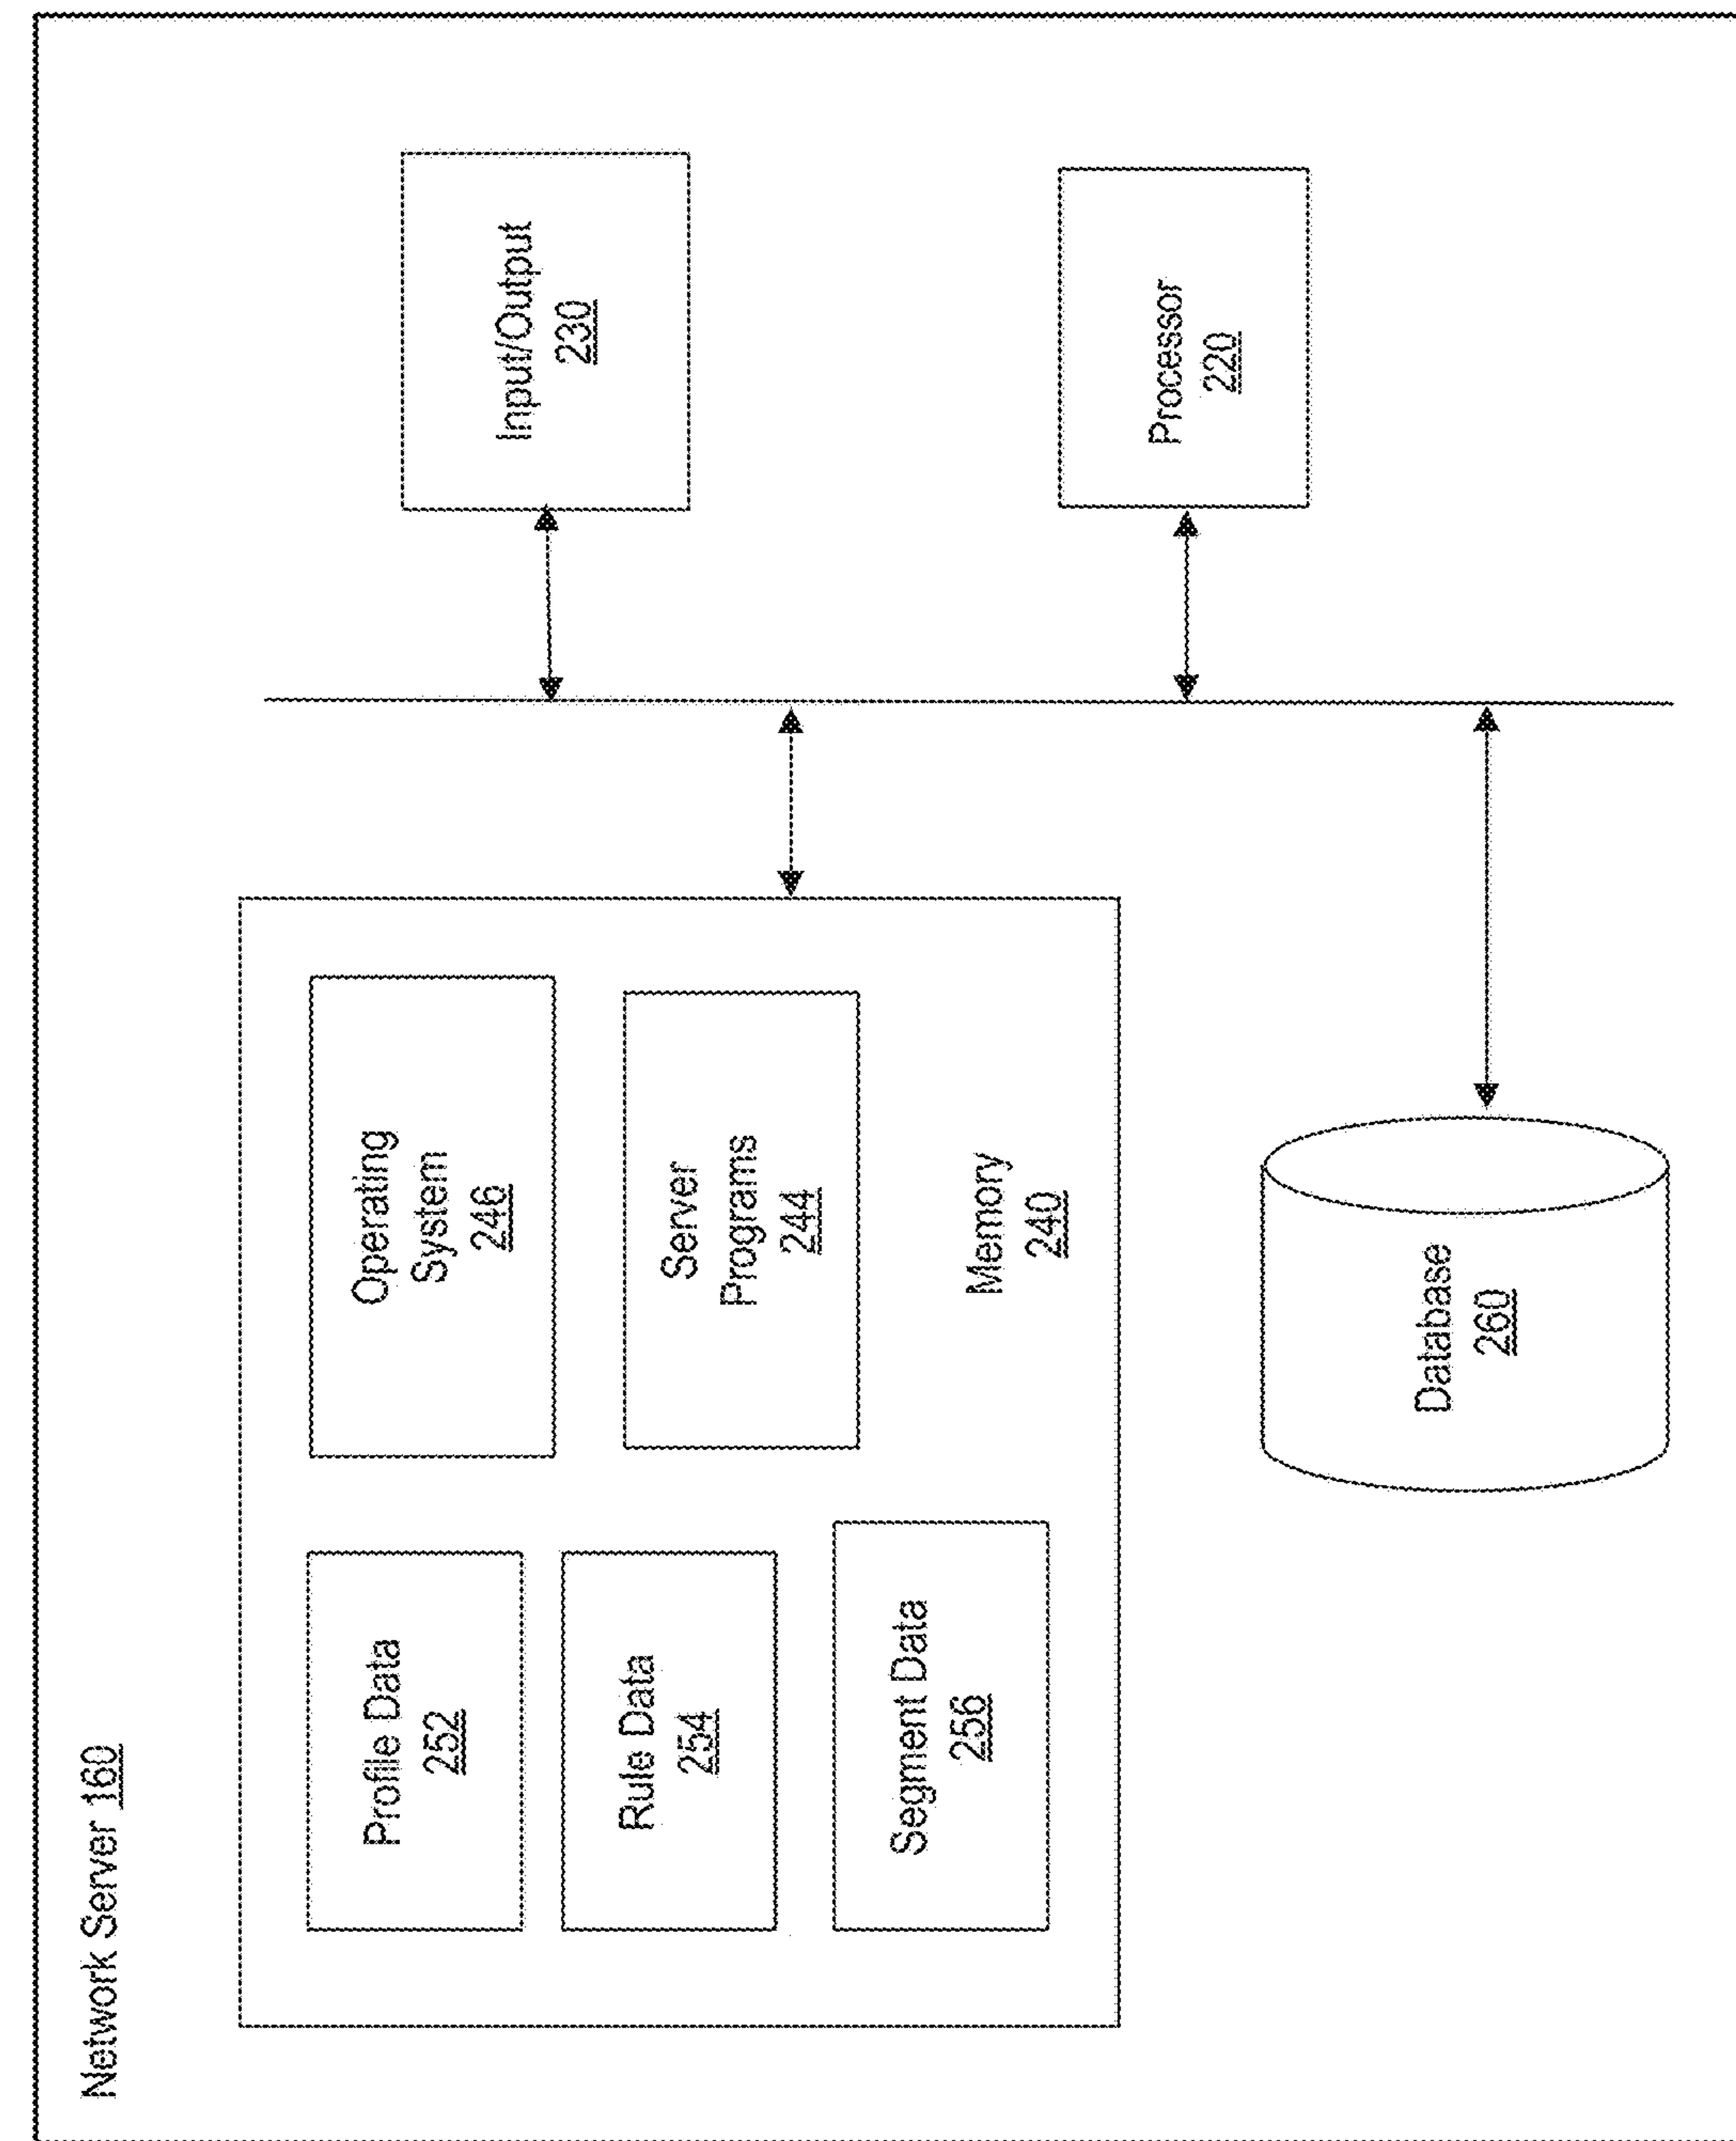 Network Server 160
Profile Data
252
Operating
System
246
Input/Output
230
Rule Data
254
Server
Programs
244
Segment Data
256
Memory
240
Processor
220
Database
260